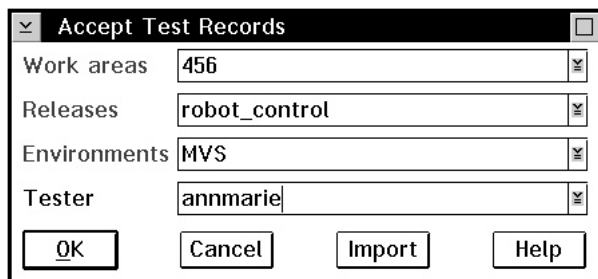 Accept Test Records
Work areas 456
Releases robot_control
Environments MVS
Tester annmarie
OK Cancel Import Help